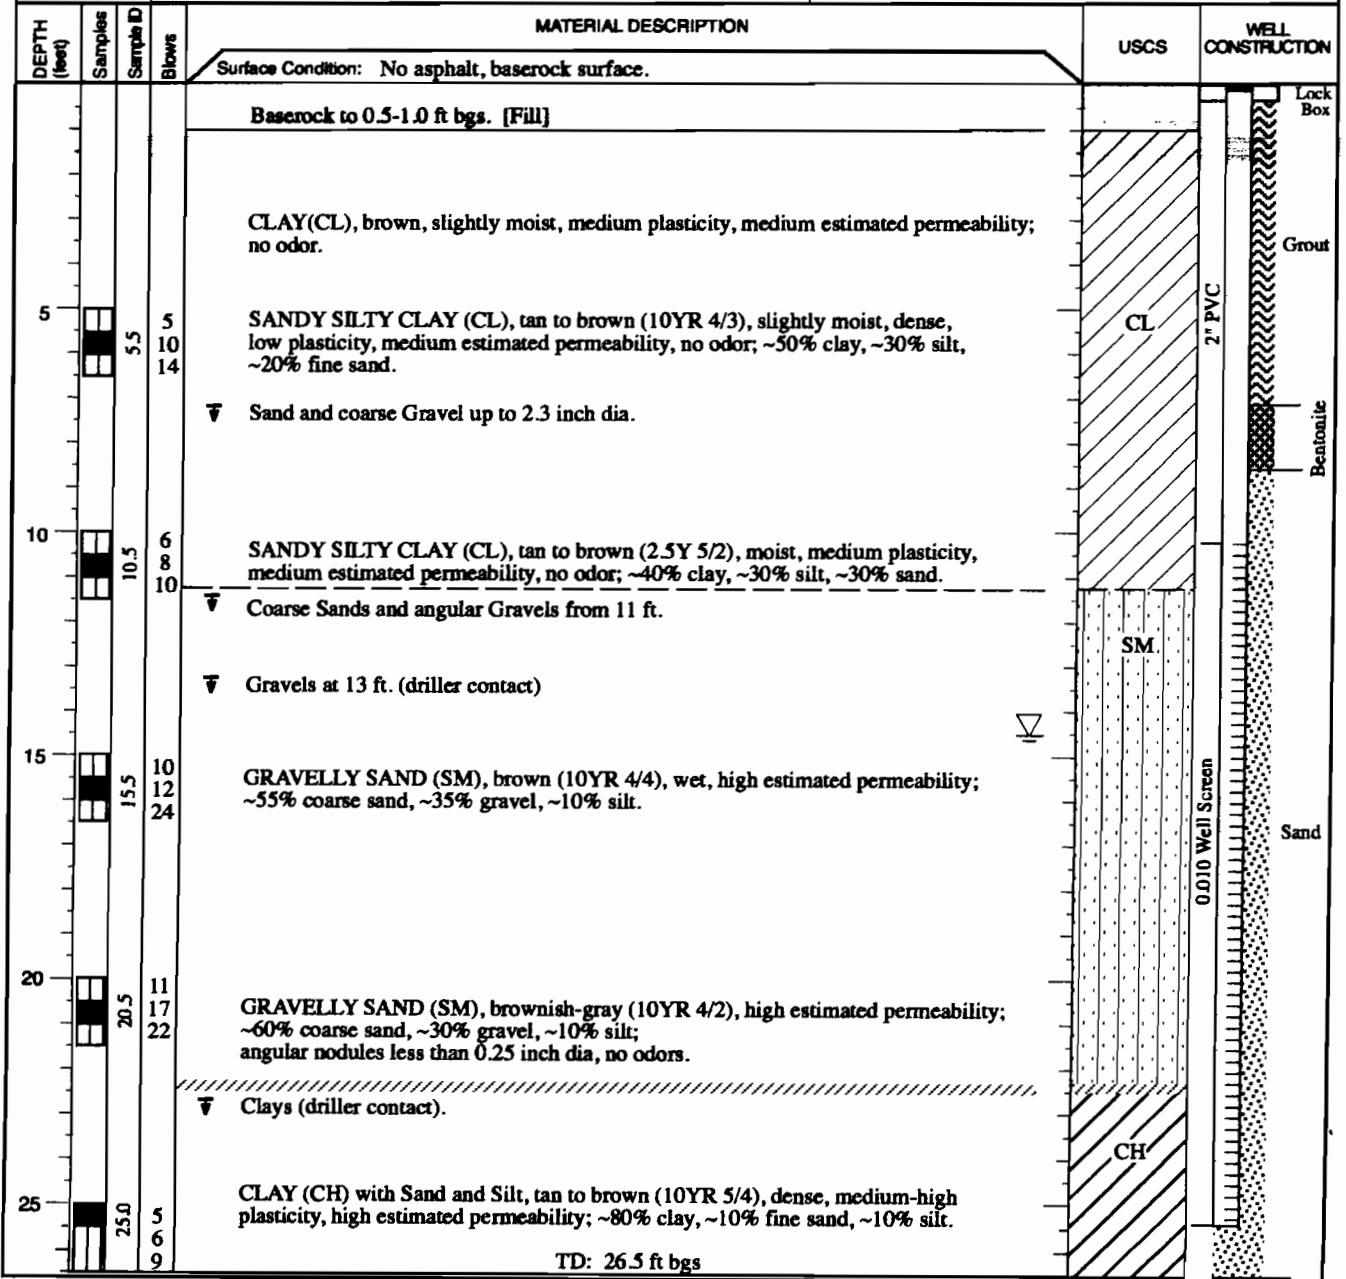 DEPTH (feet)
Samples
Sample ID
Blows
MATERIAL DESCRIPTION
USCS
WELL
CONSTRUCTION
Surface Condition: No asphalt, baserock surface.
Lock
Box
Baserock to 0.5-1.0 ft bgs. [Fill]
CLAY(CL), brown, slightly moist, medium plasticity, medium estimated permeability;
no odor.
Grout
5
5.5
5
10
14
SANDY SILTY CLAY (CL), tan to brown (10YR 4/3), slightly moist, dense,
low plasticity, medium estimated permeability, no odor; ~50% clay, ~30% silt,
~20% fine sand.
CL
2" PVC
Sand and coarse Gravel up to 2.3 inch dia.
Bentonite
10
10.5
6
8
10
SANDY SILTY CLAY (CL), tan to brown (2.5Y 5/2), moist, medium plasticity,
medium estimated permeability, no odor; ~40% clay, ~30% silt, ~30% sand.
Coarse Sands and angular Gravels from 11 ft.
SM
Gravels at 13 ft. (driller contact)
15
15.5
10
12
24
GRAVELLY SAND (SM), brown (10YR 4/4), wet, high estimated permeability;
~55% coarse sand, ~35% gravel, ~10% silt.
0.010 Well Screen
Sand
20
20.5
11
17
22
GRAVELLY SAND (SM), brownish-gray (10YR 4/2), high estimated permeability;
~60% coarse sand, ~30% gravel, ~10% silt;
angular nodules less than 0.25 inch dia, no odors.
Clays (driller contact).
CH
25
25.0
5
6
9
CLAY (CH) with Sand and Silt, tan to brown (10YR 5/4), dense, medium-high
plasticity, high estimated permeability; ~80% clay, ~10% fine sand, ~10% silt.
TD: 26.5 ft bgs